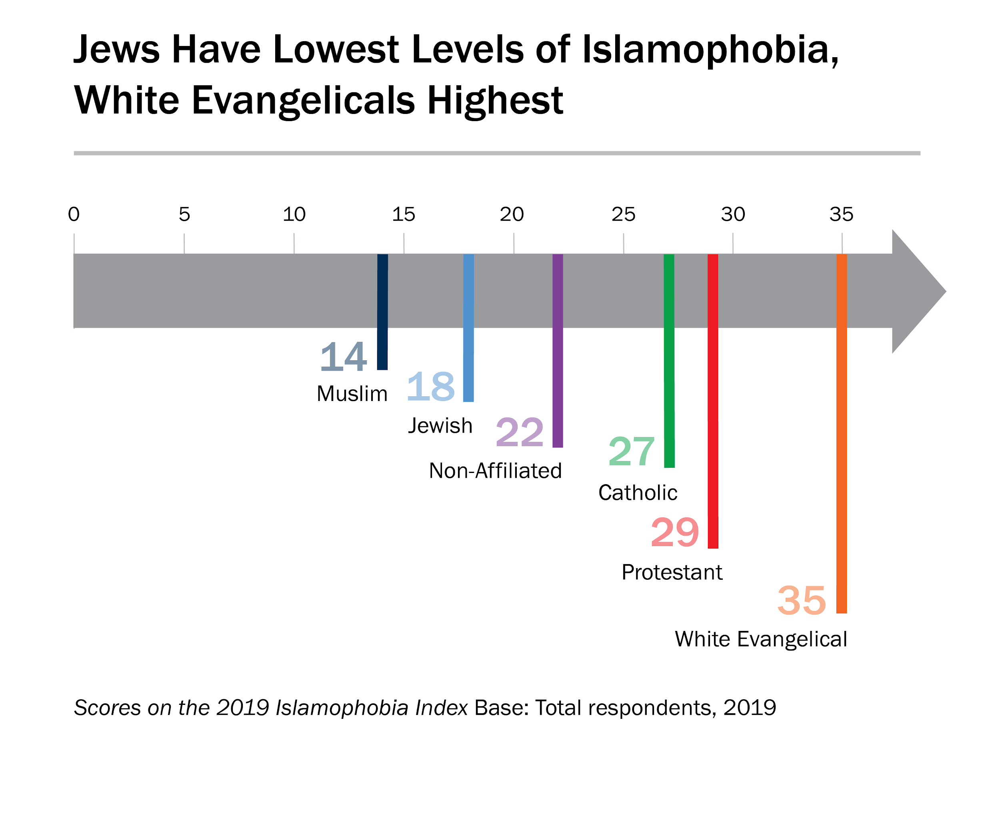 Jews Have Lowest Levels of Islamophobia,
White Evangelicals Highest
0 5 10 15 20 25 30 35
14
Muslim
18
Jewish
22
Non-Affiliated
27
Catholic
29
Protestant
35
White Evangelical
Scores on the 2019 Islamophobia Index Base: Total respondents, 2019